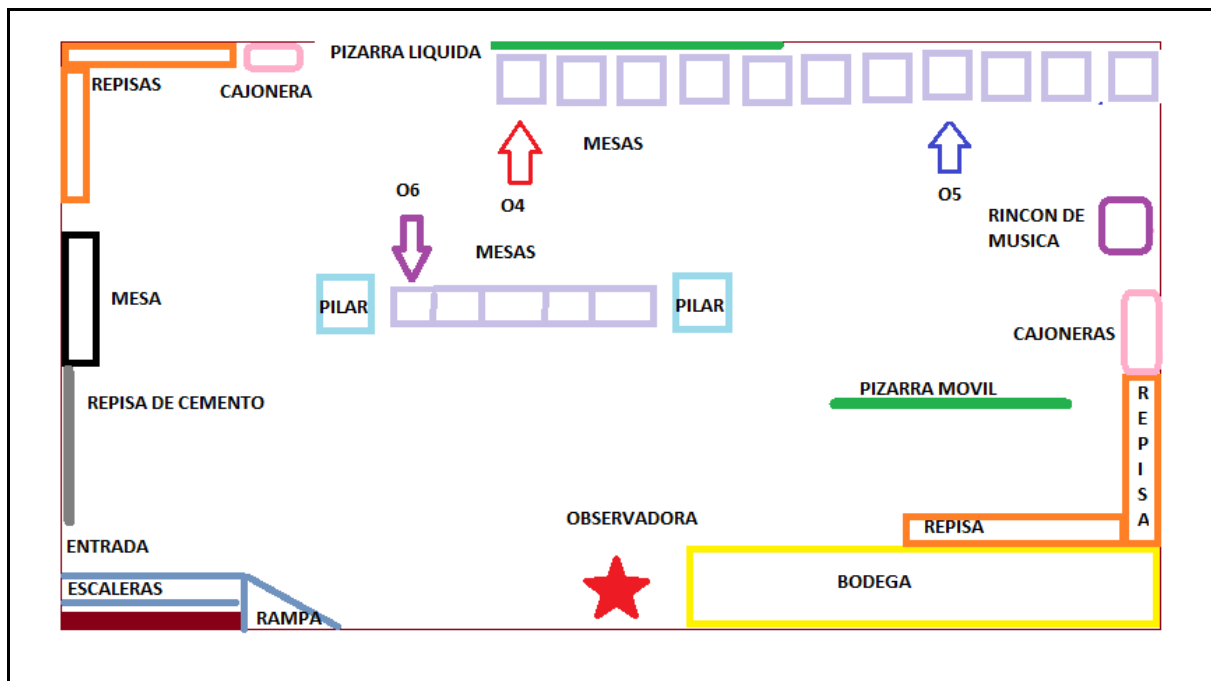 PIZARRA LIQUIDA
REPISAS
CAJONERA
MESAS
O6
O4
O5
RINCON DE
MUSICA
MESAS
MESA
PILAR
PILAR
CAJONERAS
REPISA DE CEMENTO
PIZARRA MOVIL
REPISA
OBSERVADORA
REPISA
ENTRADA
ESCALERAS
BODEGA
RAMPA